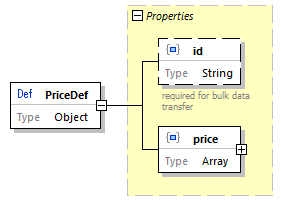 Properties
id
Type String
required for bulk data
transfer
Def PriceDef
Type Object
price
Type Array